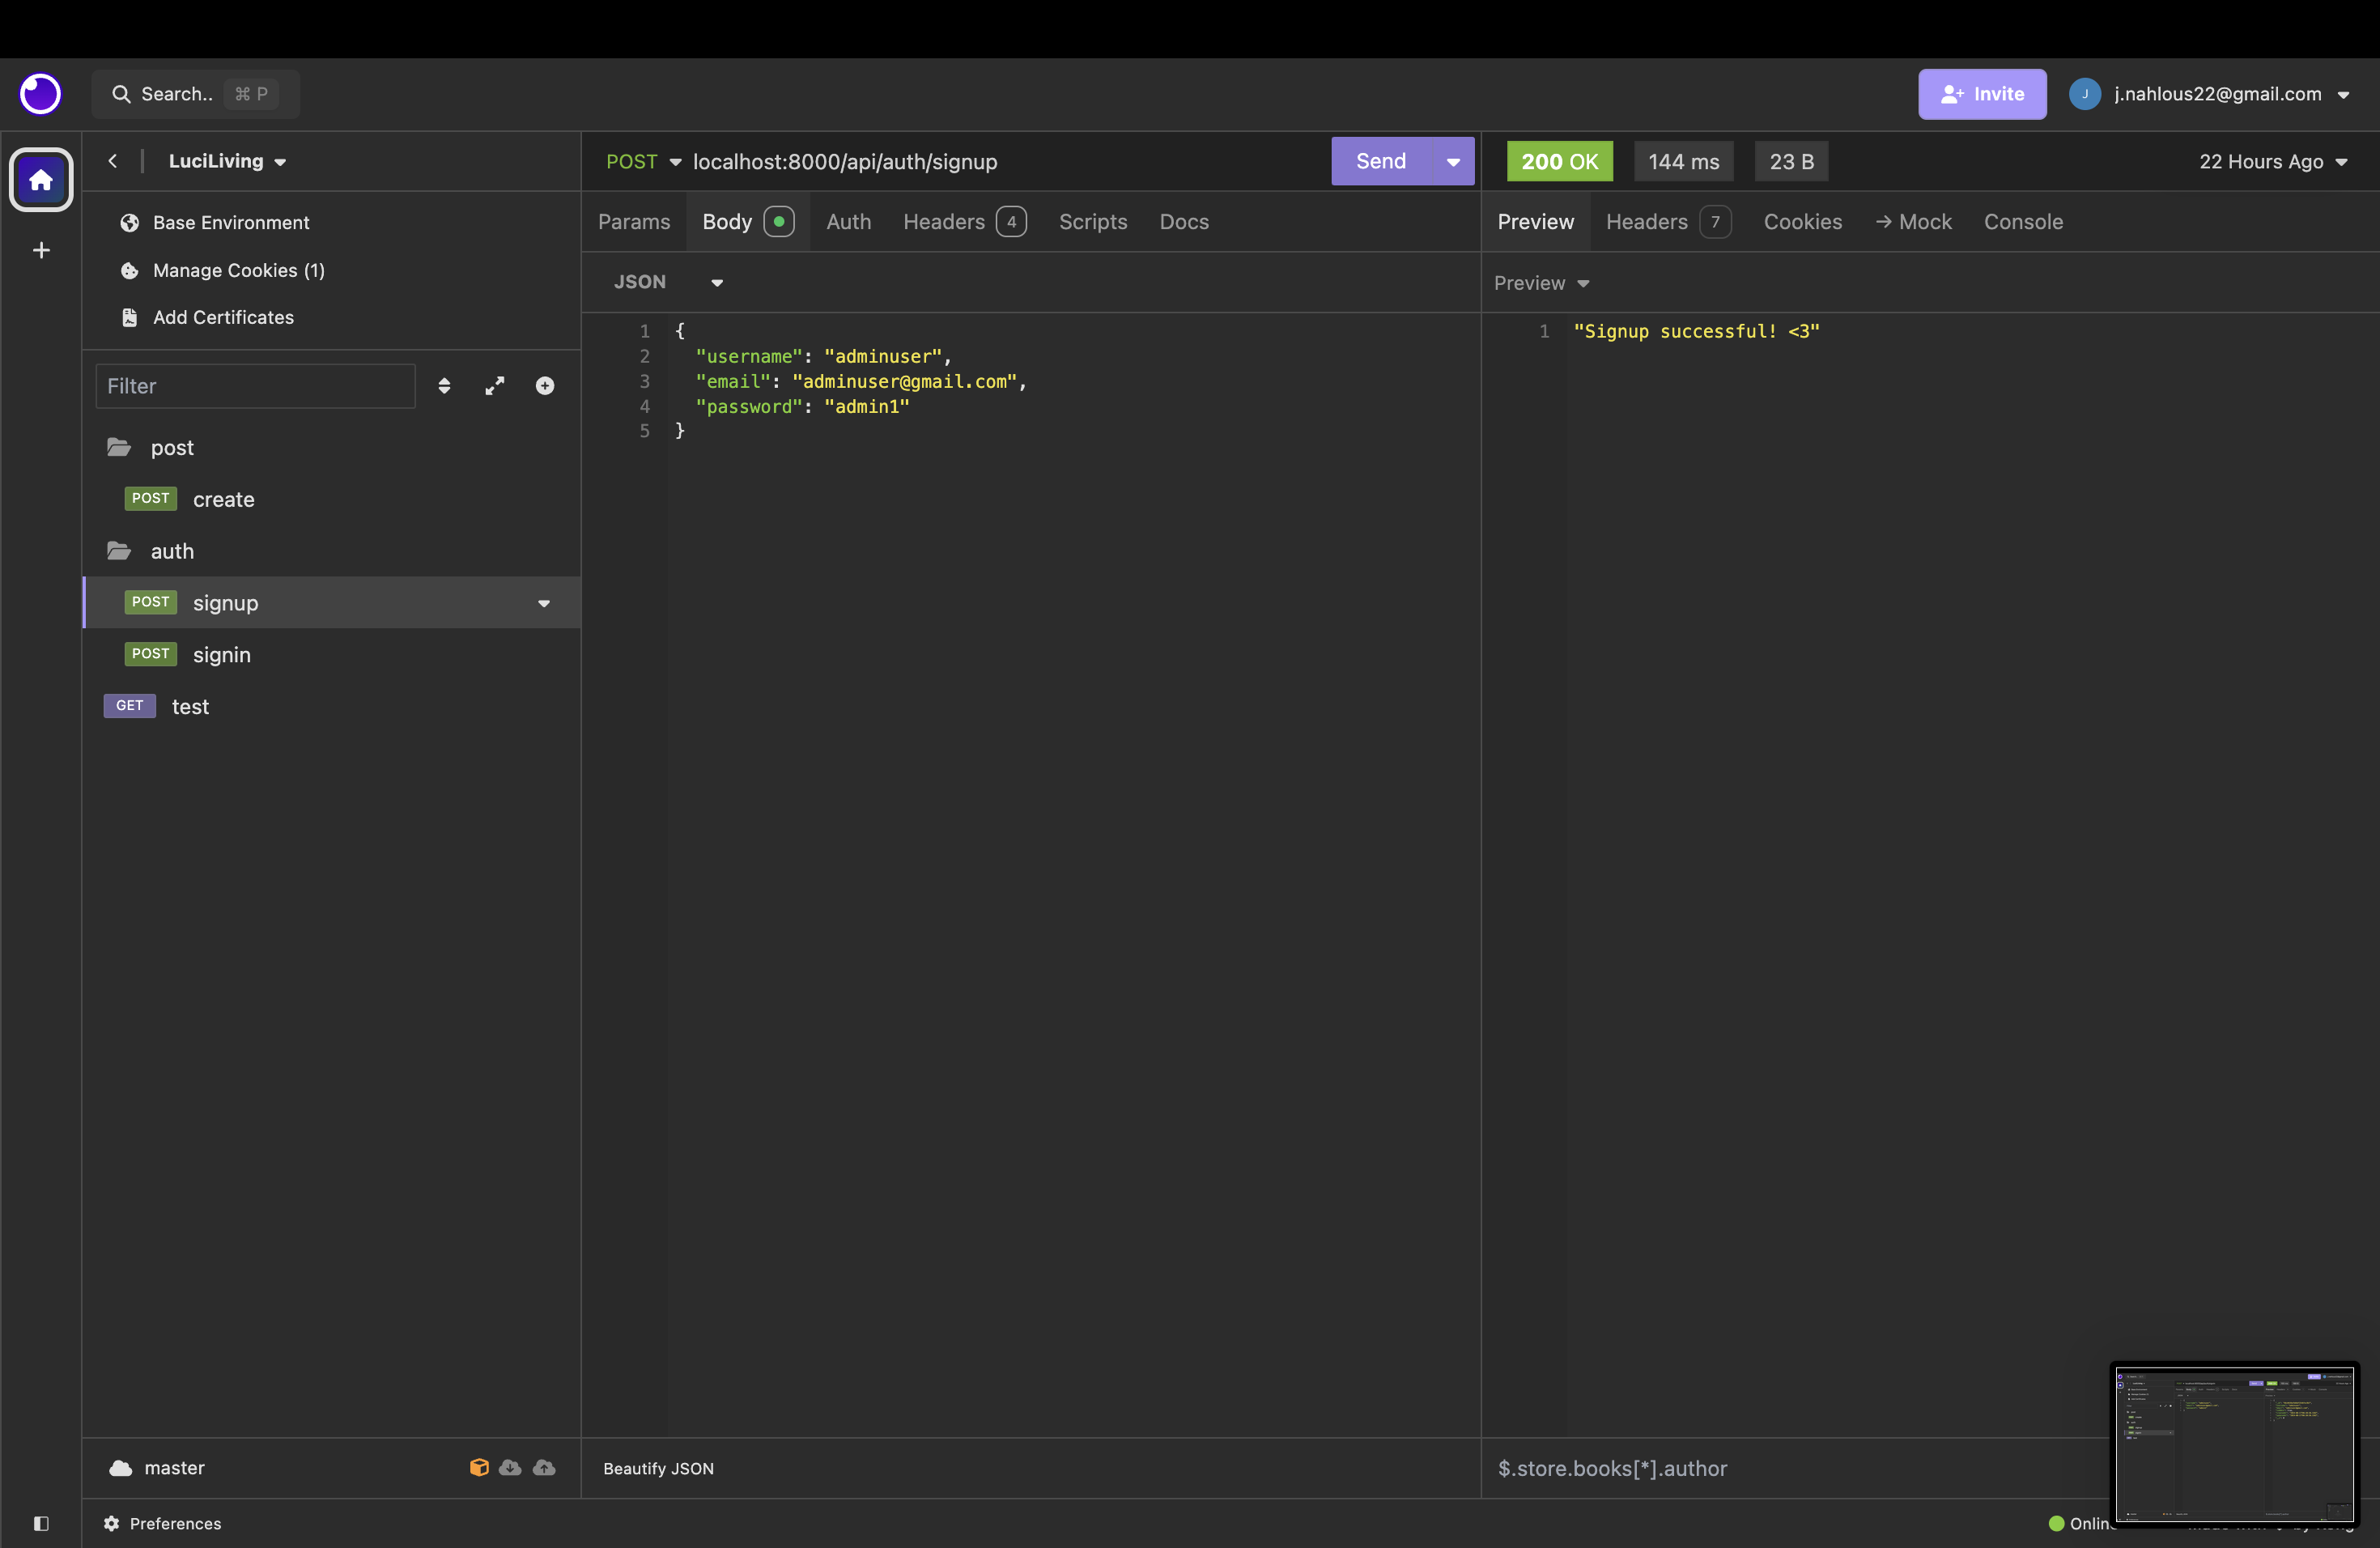 Search.. ⌘ P
Invite
J
j.nahlous22@gmail.com
LuciLiving
Base Environment
Manage Cookies (1)
Add Certificates
Filter
post
POST create
auth
POST signup
POST signin
GET test
master
Preferences
POST localhost:8000/api/auth/signup
Send
Params Body Auth Headers 4 Scripts Docs
JSON
1 {
2 "username": "adminuser",
3 "email": "adminuser@gmail.com",
4 "password": "admin1"
5 }
Beautify JSON
200 OK 144 ms 23 B
22 Hours Ago
Preview Headers 7 Cookies → Mock Console
Preview
1 "Signup successful! <3"
$.store.books[*].author